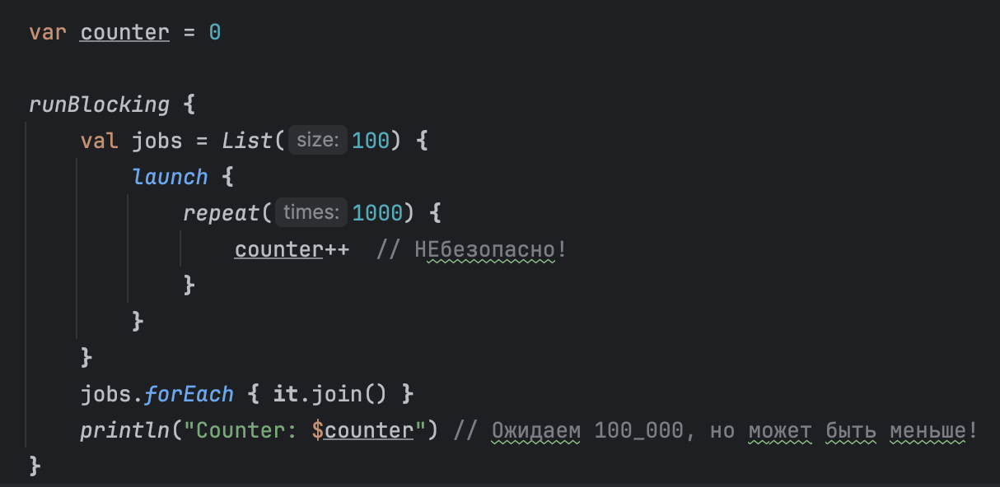 var counter = 0
runBlocking {
val jobs = List( size: 100) {
launch {
repeat( times: 1000) {
counter++ // НЕбезопасно!
}
}
}
jobs.forEach { it.join() }
println("Counter: $counter") // Ожидаем 100_000, но может быть меньше!
}